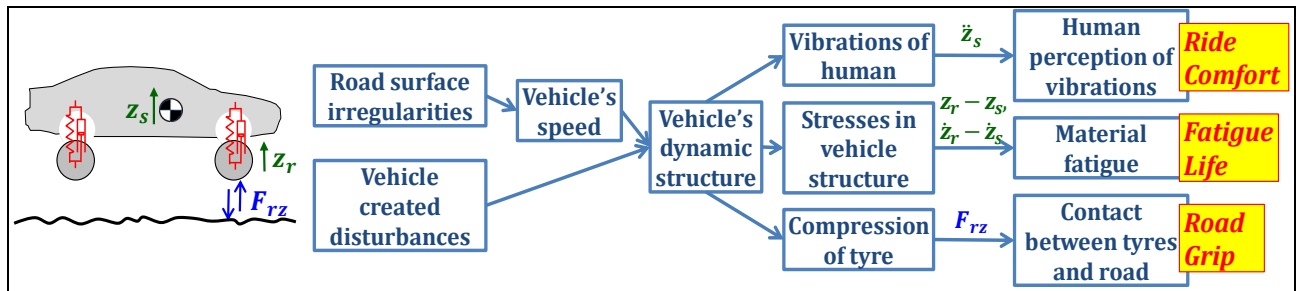 z_s
z_r
F_rz
Road surface
irregularities
Vehicle
created
disturbances
Vehicle's
speed
Vehicle's
dynamic
structure
Vibrations of
human
z̈_s
Human
perception of
vibrations
Ride
Comfort
Stresses in
vehicle
structure
z_r − z_s,
ż_r − ż_s
Material
fatigue
Fatigue
Life
Compression
of tyre
F_rz
Contact
between tyres
and road
Road
Grip